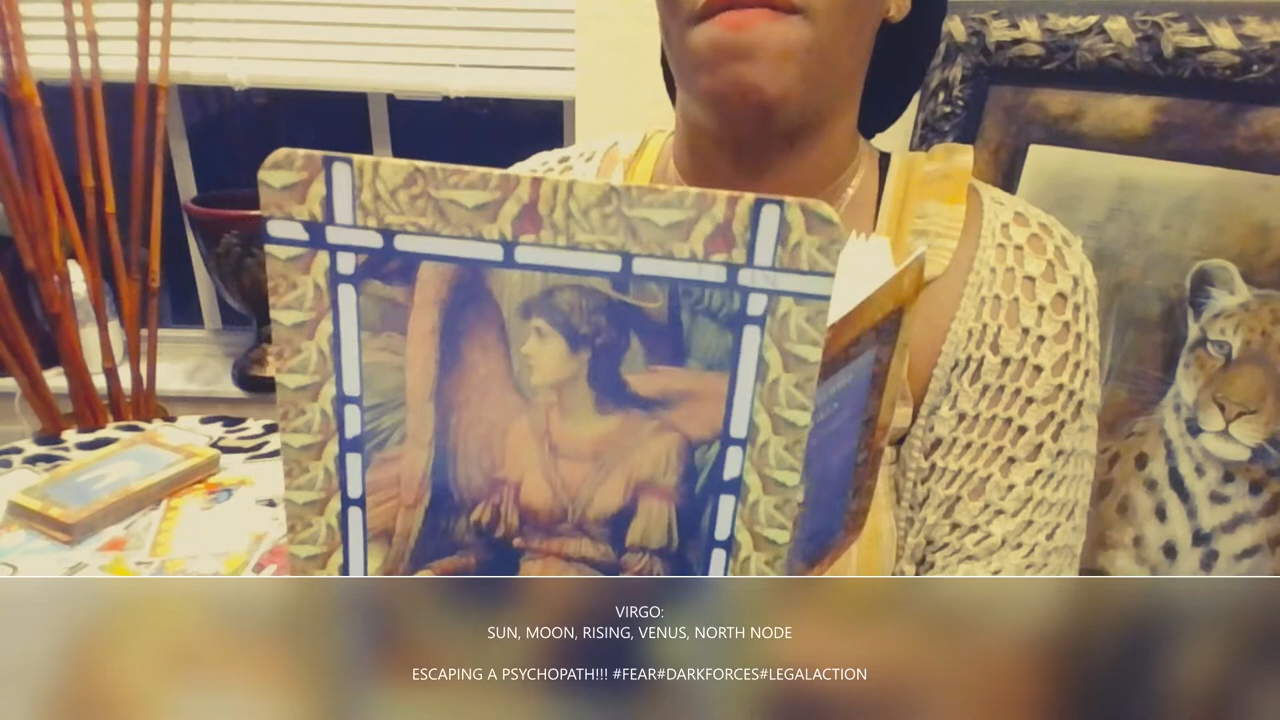 VIRGO:
SUN, MOON, RISING, VENUS, NORTH NODE
ESCAPING A PSYCHOPATH!!! #FEAR#DARKFORCES#LEGALACTION